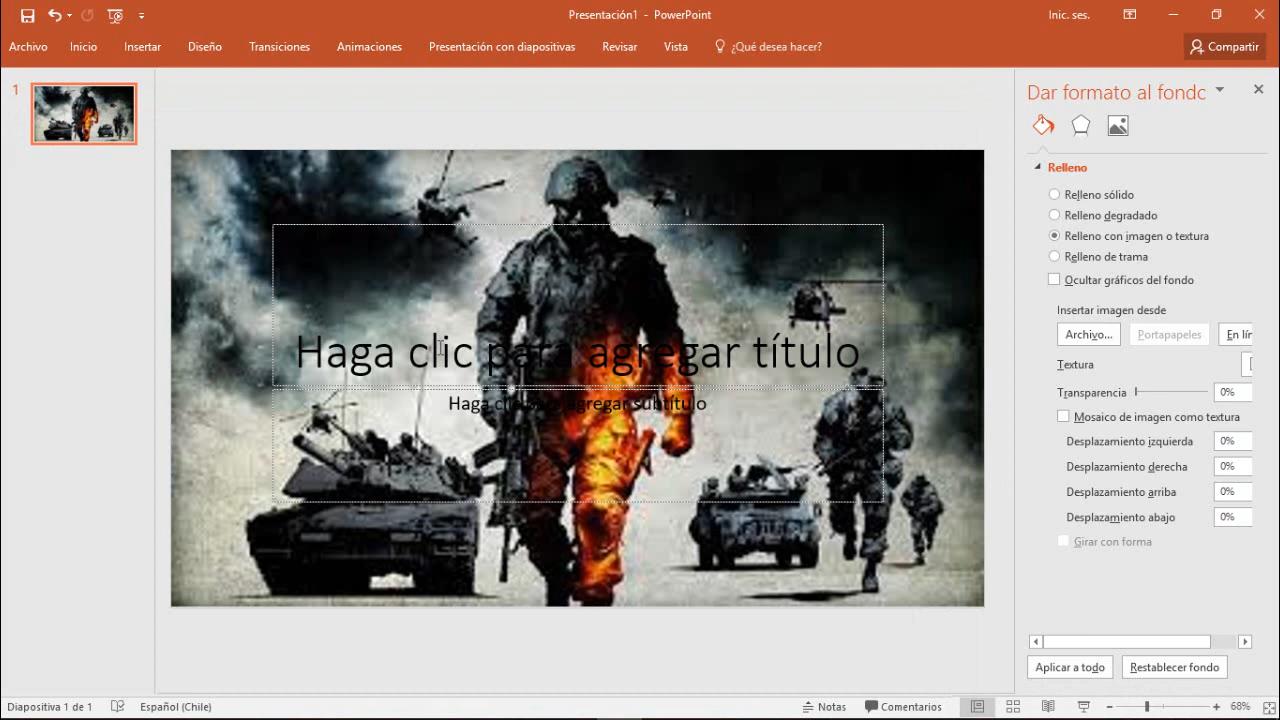 Presentación1 - PowerPoint
Inic. ses.
Archivo Inicio Insertar Diseño Transiciones Animaciones Presentación con diapositivas Revisar Vista ¿Qué desea hacer? Compartir
1
Dar formato al fondo
Relleno
Relleno sólido
Relleno degradado
Relleno con imagen o textura
Relleno de trama
Ocultar gráficos del fondo
Insertar imagen desde
Archivo... Portapapeles En lír
Textura
Transparencia 0%
Mosaico de imagen como textura
Desplazamiento izquierda 0%
Desplazamiento derecha 0%
Desplazamiento arriba 0%
Desplazamiento abajo 0%
Girar con forma
Aplicar a todo Restablecer fondo
Haga clic para agregar título
Haga clic para agregar subtítulo
Diapositiva 1 de 1 Español (Chile) Notas Comentarios 68%